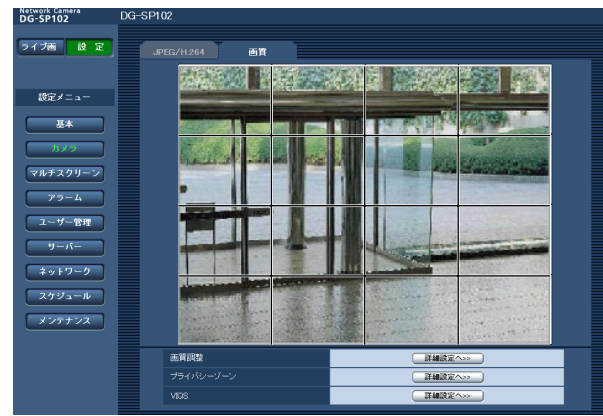 Network Camera
DG-SP102
DG-SP102
ライブ画 設 定
JPEG/H.264 画質
設定メニュー
基本
カメラ
マルチスクリーン
アラーム
ユーザー管理
サーバー
ネットワーク
スケジュール
メンテナンス
画質調整 詳細設定へ>>
プライバシーゾーン 詳細設定へ>>
VIQS 詳細設定へ>>